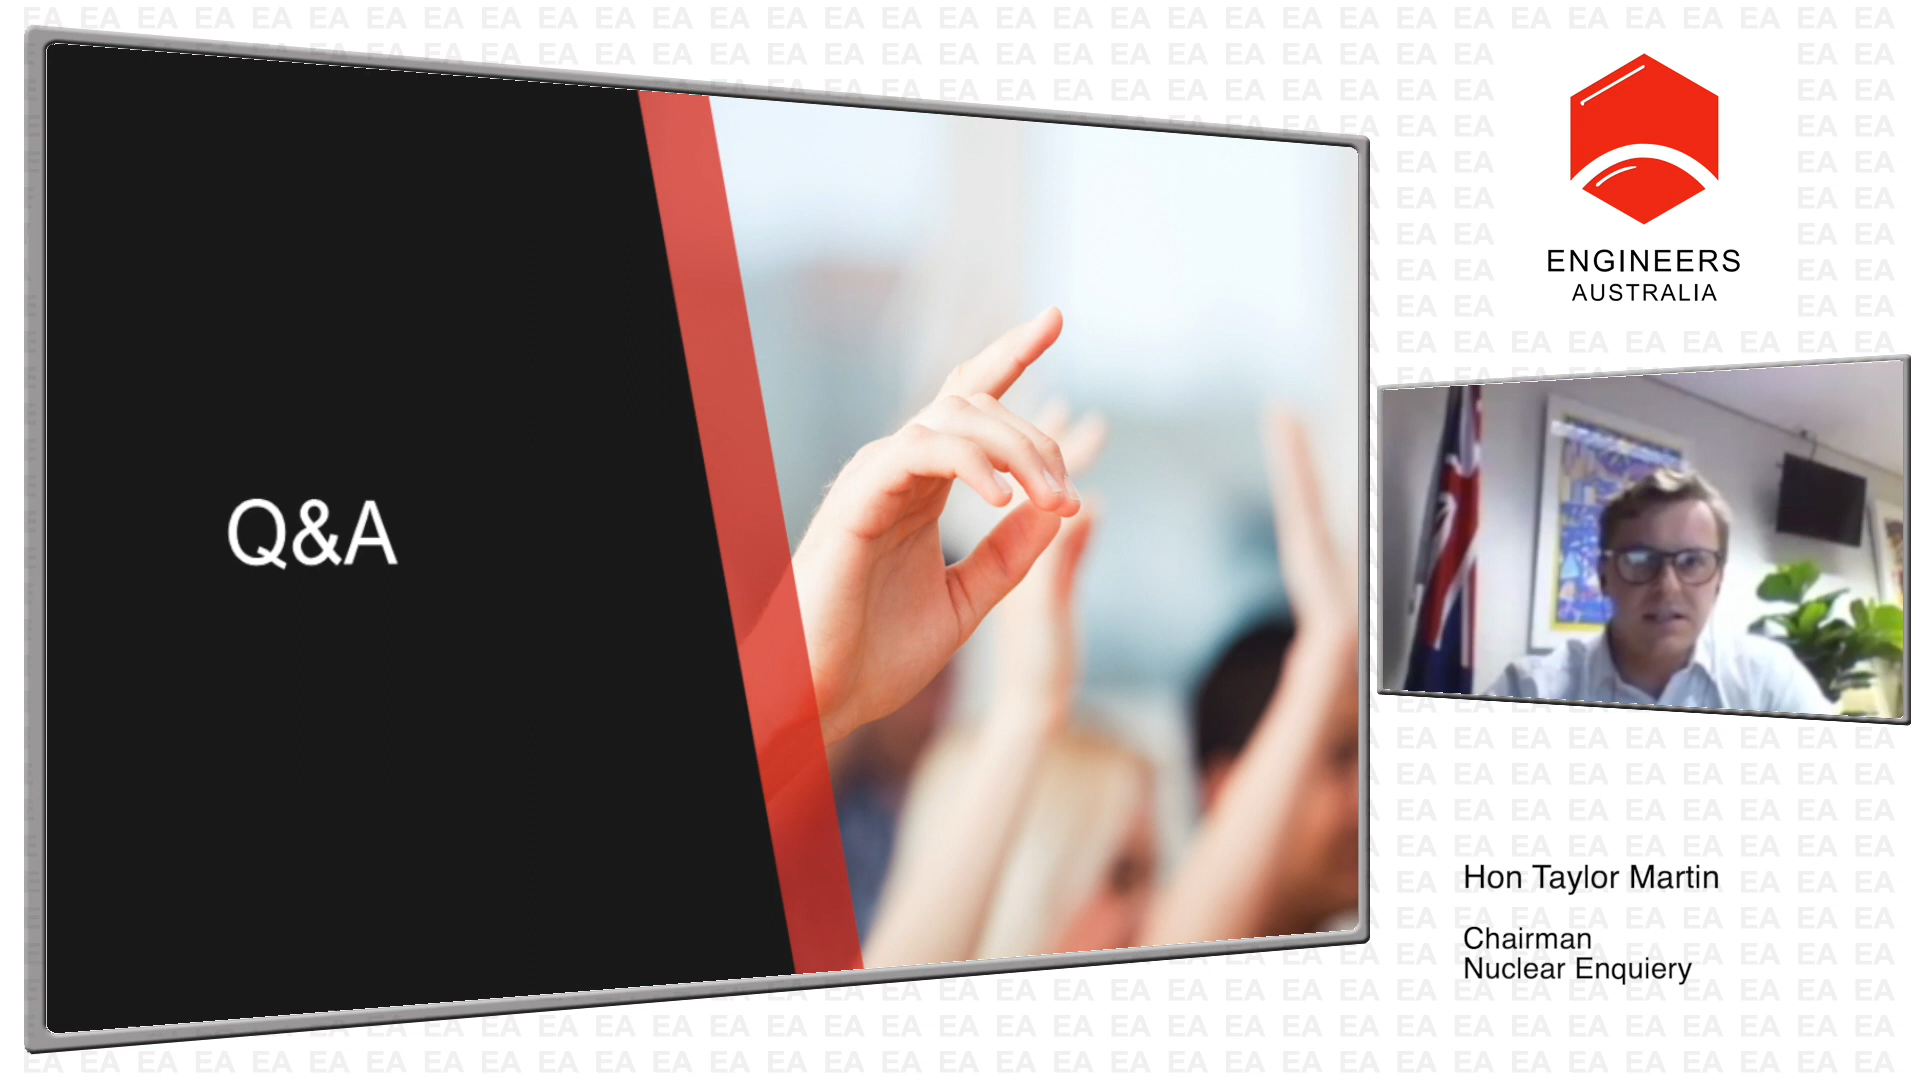 Q&A
ENGINEERS
AUSTRALIA
Hon Taylor Martin
Chairman
Nuclear Enquiery